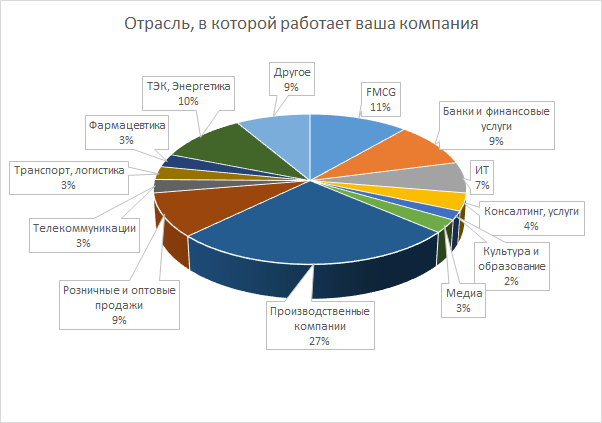 Отрасль, в которой работает ваша компания
Другое
9%
FMCG
11%
Банки и финансовые
услуги
9%
ИТ
7%
Консалтинг, услуги
4%
Культура и
образование
2%
Медиа
3%
Производственные
компании
27%
Розничные и оптовые
продажи
9%
Телекоммуникации
3%
Транспорт, логистика
3%
Фармацевтика
3%
ТЭК, Энергетика
10%